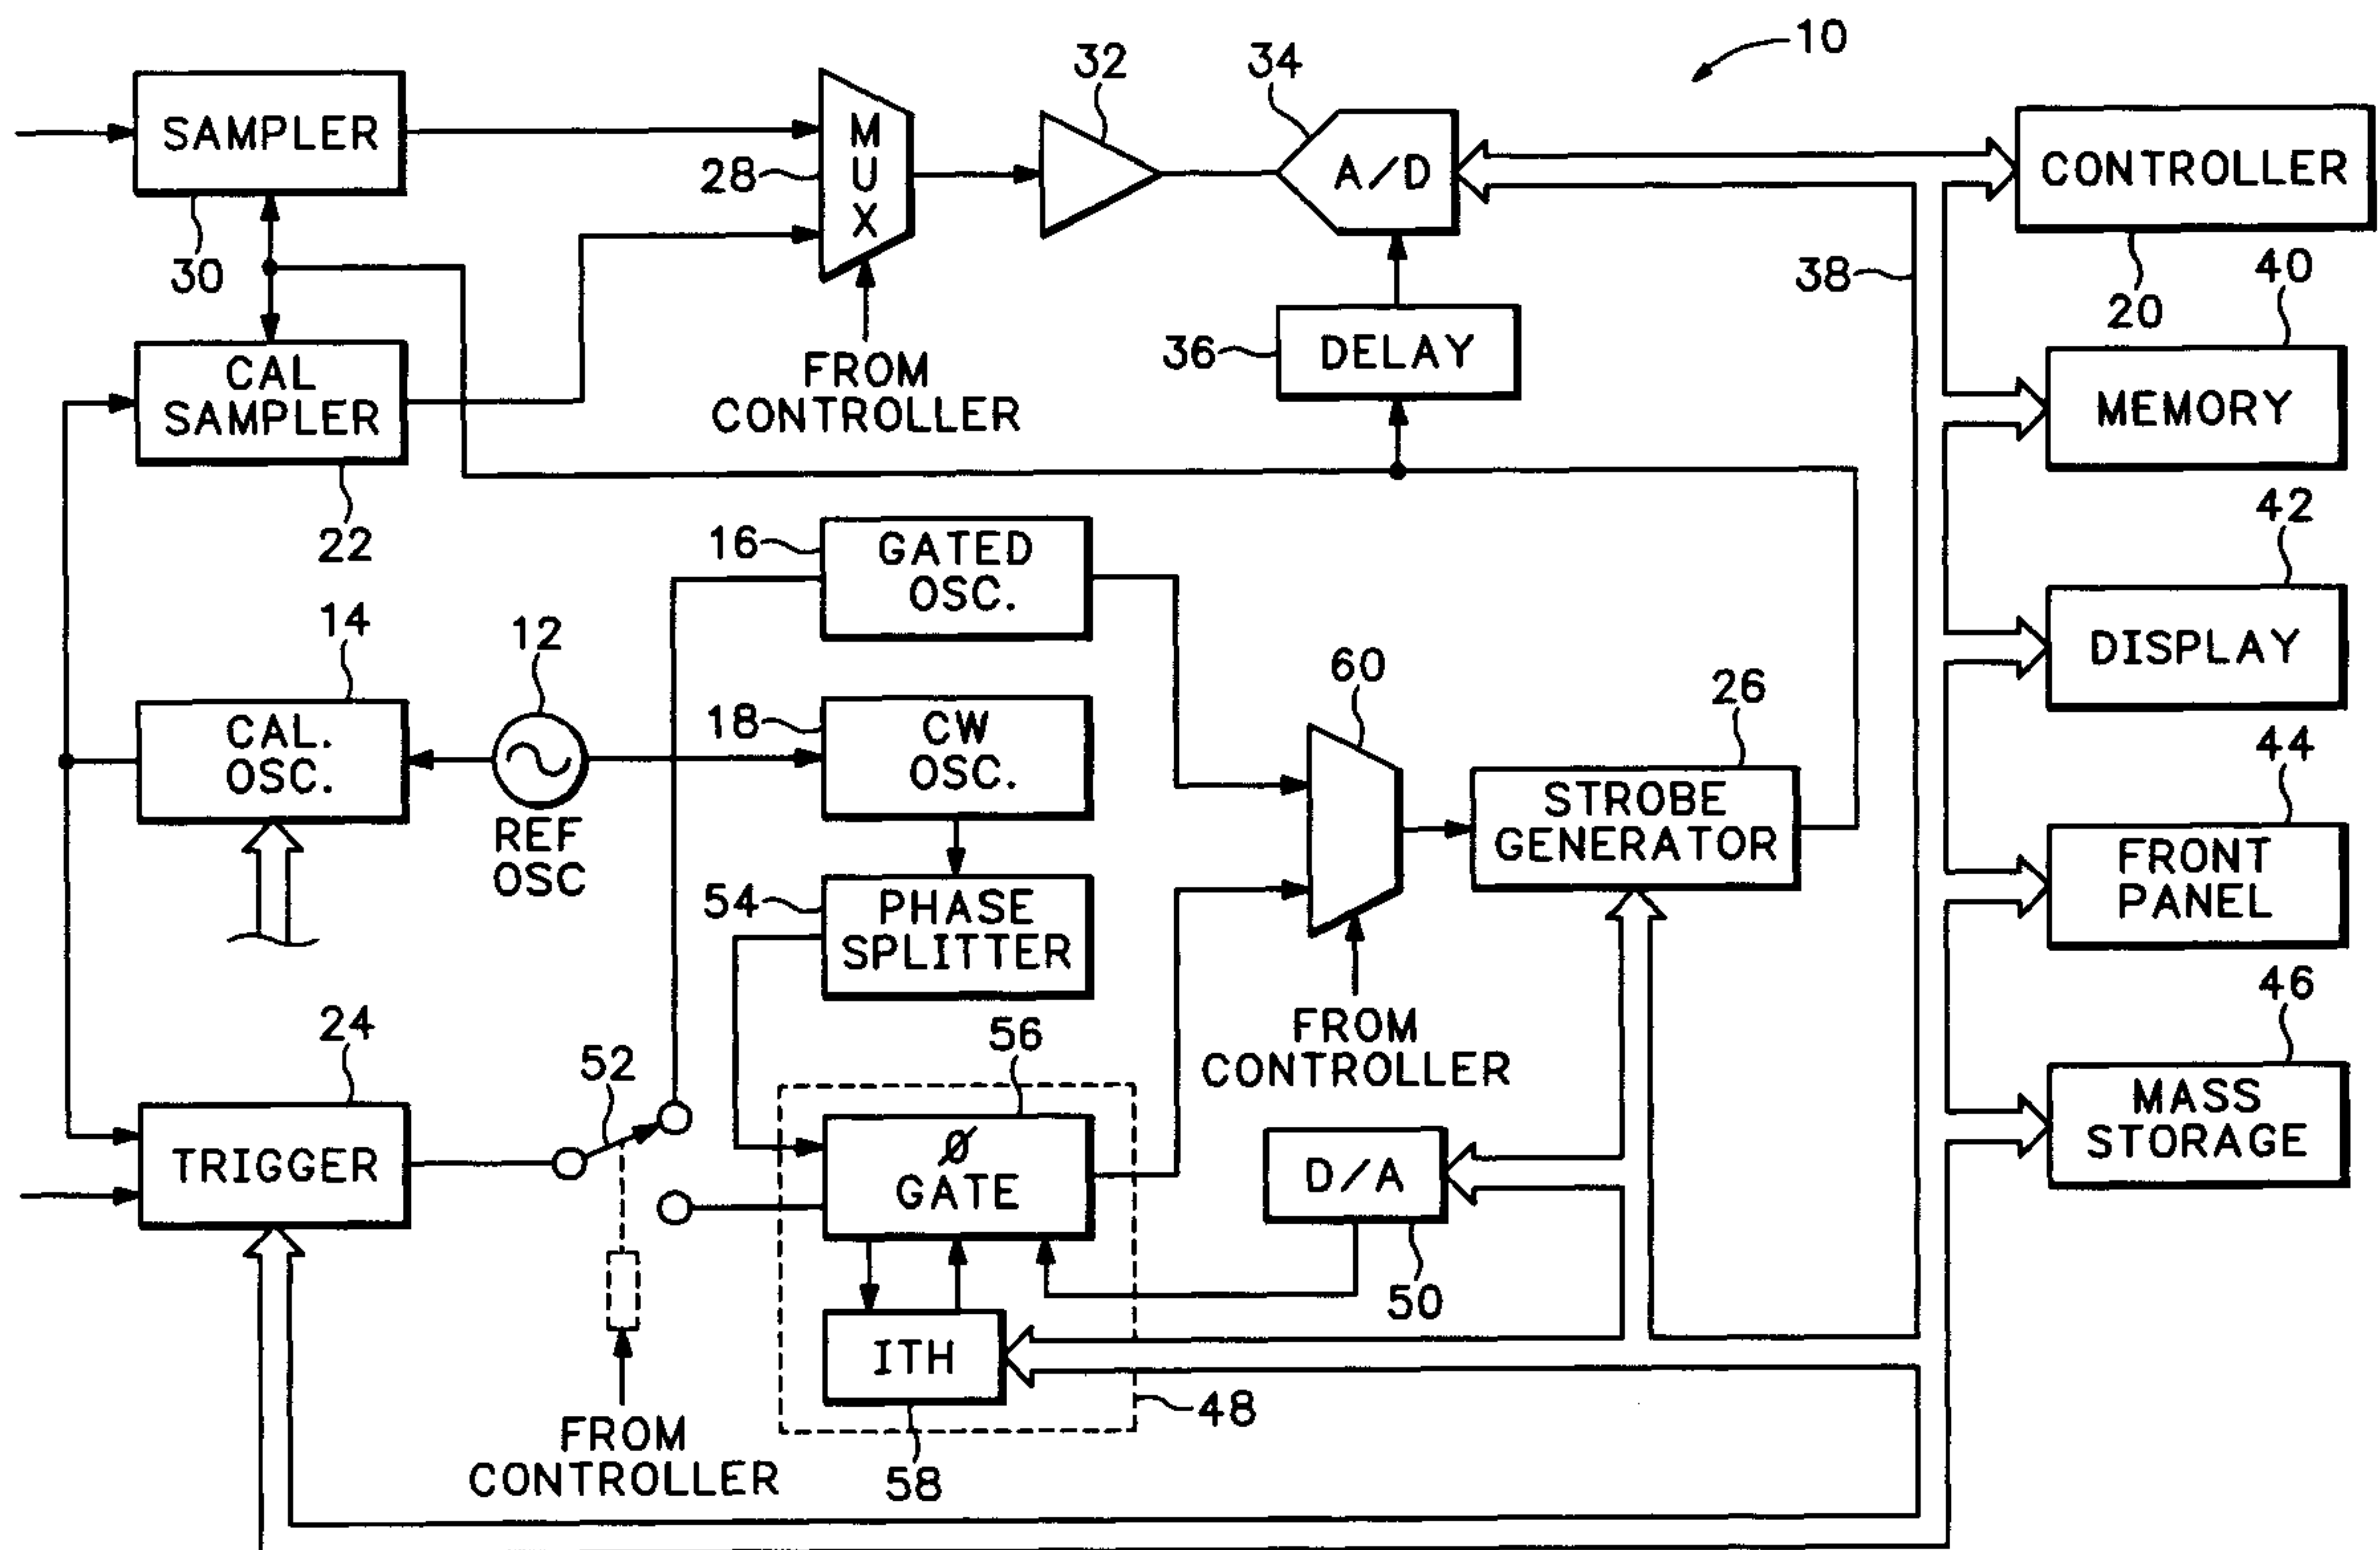 10
SAMPLER
30
M
U
X
28
32
34
A/D
CONTROLLER
20
38
CAL
SAMPLER
22
FROM
CONTROLLER
36
DELAY
40
MEMORY
16
GATED
OSC.
42
DISPLAY
14
CAL.
OSC.
12
REF
OSC
18
CW
OSC.
60
26
STROBE
GENERATOR
44
FRONT
PANEL
54
PHASE
SPLITTER
FROM
CONTROLLER
46
MASS
STORAGE
24
TRIGGER
52
56
Ø
GATE
D/A
50
ITH
58
48
FROM
CONTROLLER